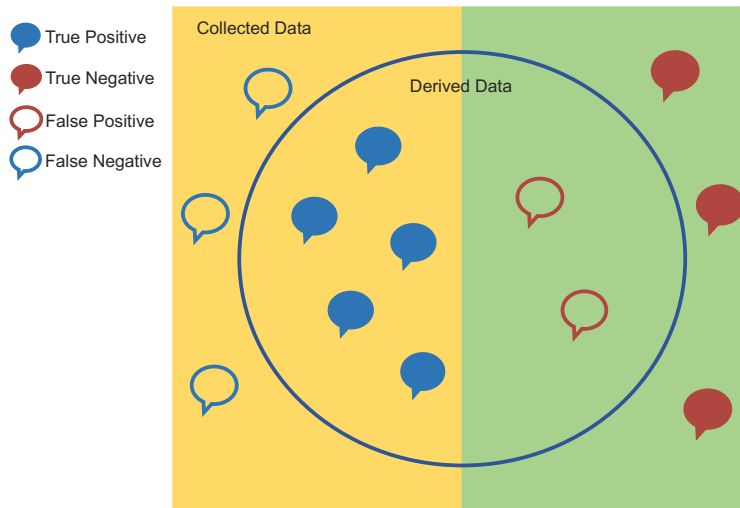 Collected Data
Derived Data
True Positive
True Negative
False Positive
False Negative